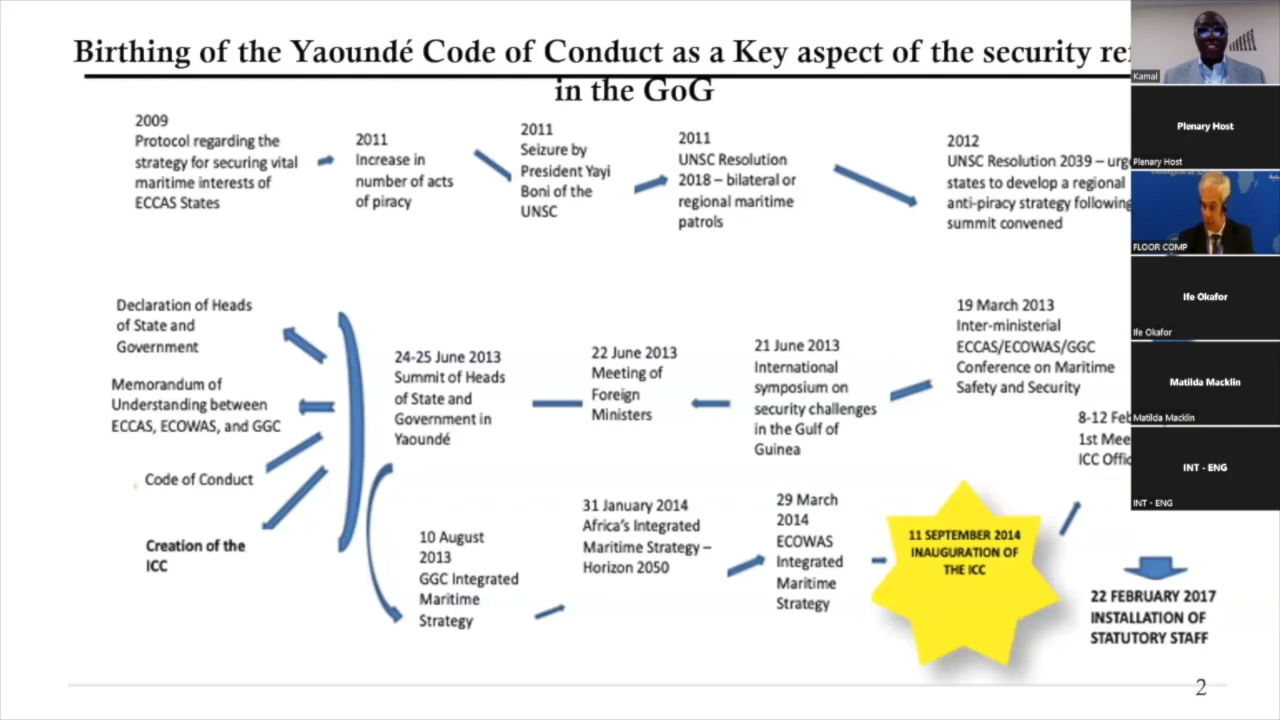 Birthing of the Yaoundé Code of Conduct as a Key aspect of the security
in the GoG
2009
Protocol regarding the
strategy for securing vital
maritime interests of
ECCAS States
2011
Increase in
number of acts
of piracy
2011
Seizure by
President Yayi
Boni of the
UNSC
2011
UNSC Resolution
2018 – bilateral or
regional maritime
patrols
2012
UNSC Resolution 2039 – urge
states to develop a regional
anti-piracy strategy following
summit convened
19 March 2013
Inter-ministerial
ECCAS/ECOWAS/GGC
Conference on Maritime
Safety and Security
21 June 2013
International
symposium on
security challenges
in the Gulf of
Guinea
22 June 2013
Meeting of
Foreign
Ministers
24-25 June 2013
Summit of Heads
of State and
Government in
Yaoundé
Declaration of Heads
of State and
Government
Memorandum of
Understanding between
ECCAS, ECOWAS, and GGC
Code of Conduct
Creation of the
ICC
10 August
2013
GGC Integrated
Maritime
Strategy
31 January 2014
Africa's Integrated
Maritime Strategy –
Horizon 2050
29 March
2014
ECOWAS
Integrated
Maritime
Strategy
11 SEPTEMBER 2014
INAUGURATION OF
THE ICC
8-12 Feb
1st Mee
ICC Offic
22 FEBRUARY 2017
INSTALLATION OF
STATUTORY STAFF
2
Kamal
Plenary Host
Plenary Host
FLOOR COMP
Ife Okafor
Ife Okafor
Matilda Macklin
Matilda Macklin
INT - ENG
INT - ENG